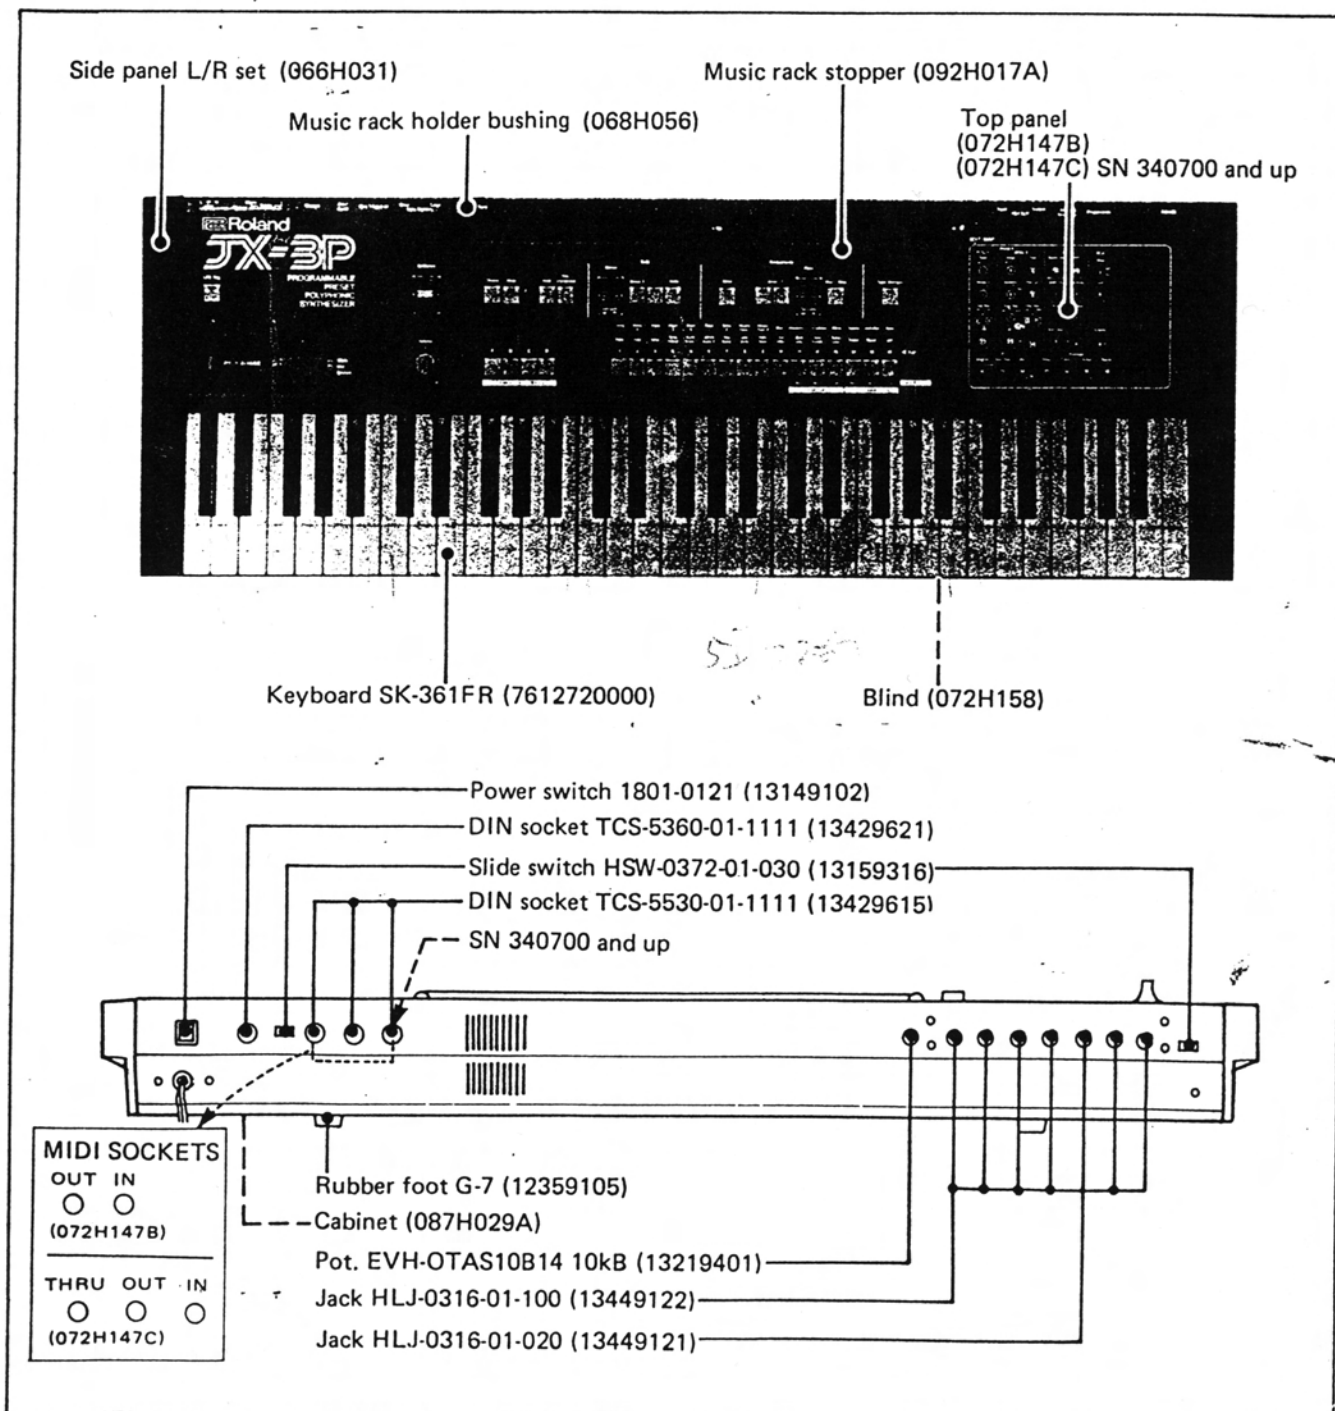 Side panel L/R set (066H031)
Music rack stopper (092H017A)
Music rack holder bushing (068H056)
Top panel
(072H147B)
(072H147C) SN 340700 and up
Roland
JX-3P
PROGRAMMABLE
PRESET
POLYPHONIC
SYNTHESIZER
Keyboard SK-361FR (7612720000)
Blind (072H158)
Power switch 1801-0121 (13149102)
DIN socket TCS-5360-01-1111 (13429621)
Slide switch HSW-0372-01-030 (13159316)
DIN socket TCS-5530-01-1111 (13429615)
SN 340700 and up
MIDI SOCKETS
OUT IN
(072H147B)
THRU OUT IN
(072H147C)
Rubber foot G-7 (12359105)
Cabinet (087H029A)
Pot. EVH-OTAS10B14 10kB (13219401)
Jack HLJ-0316-01-100 (13449122)
Jack HLJ-0316-01-020 (13449121)